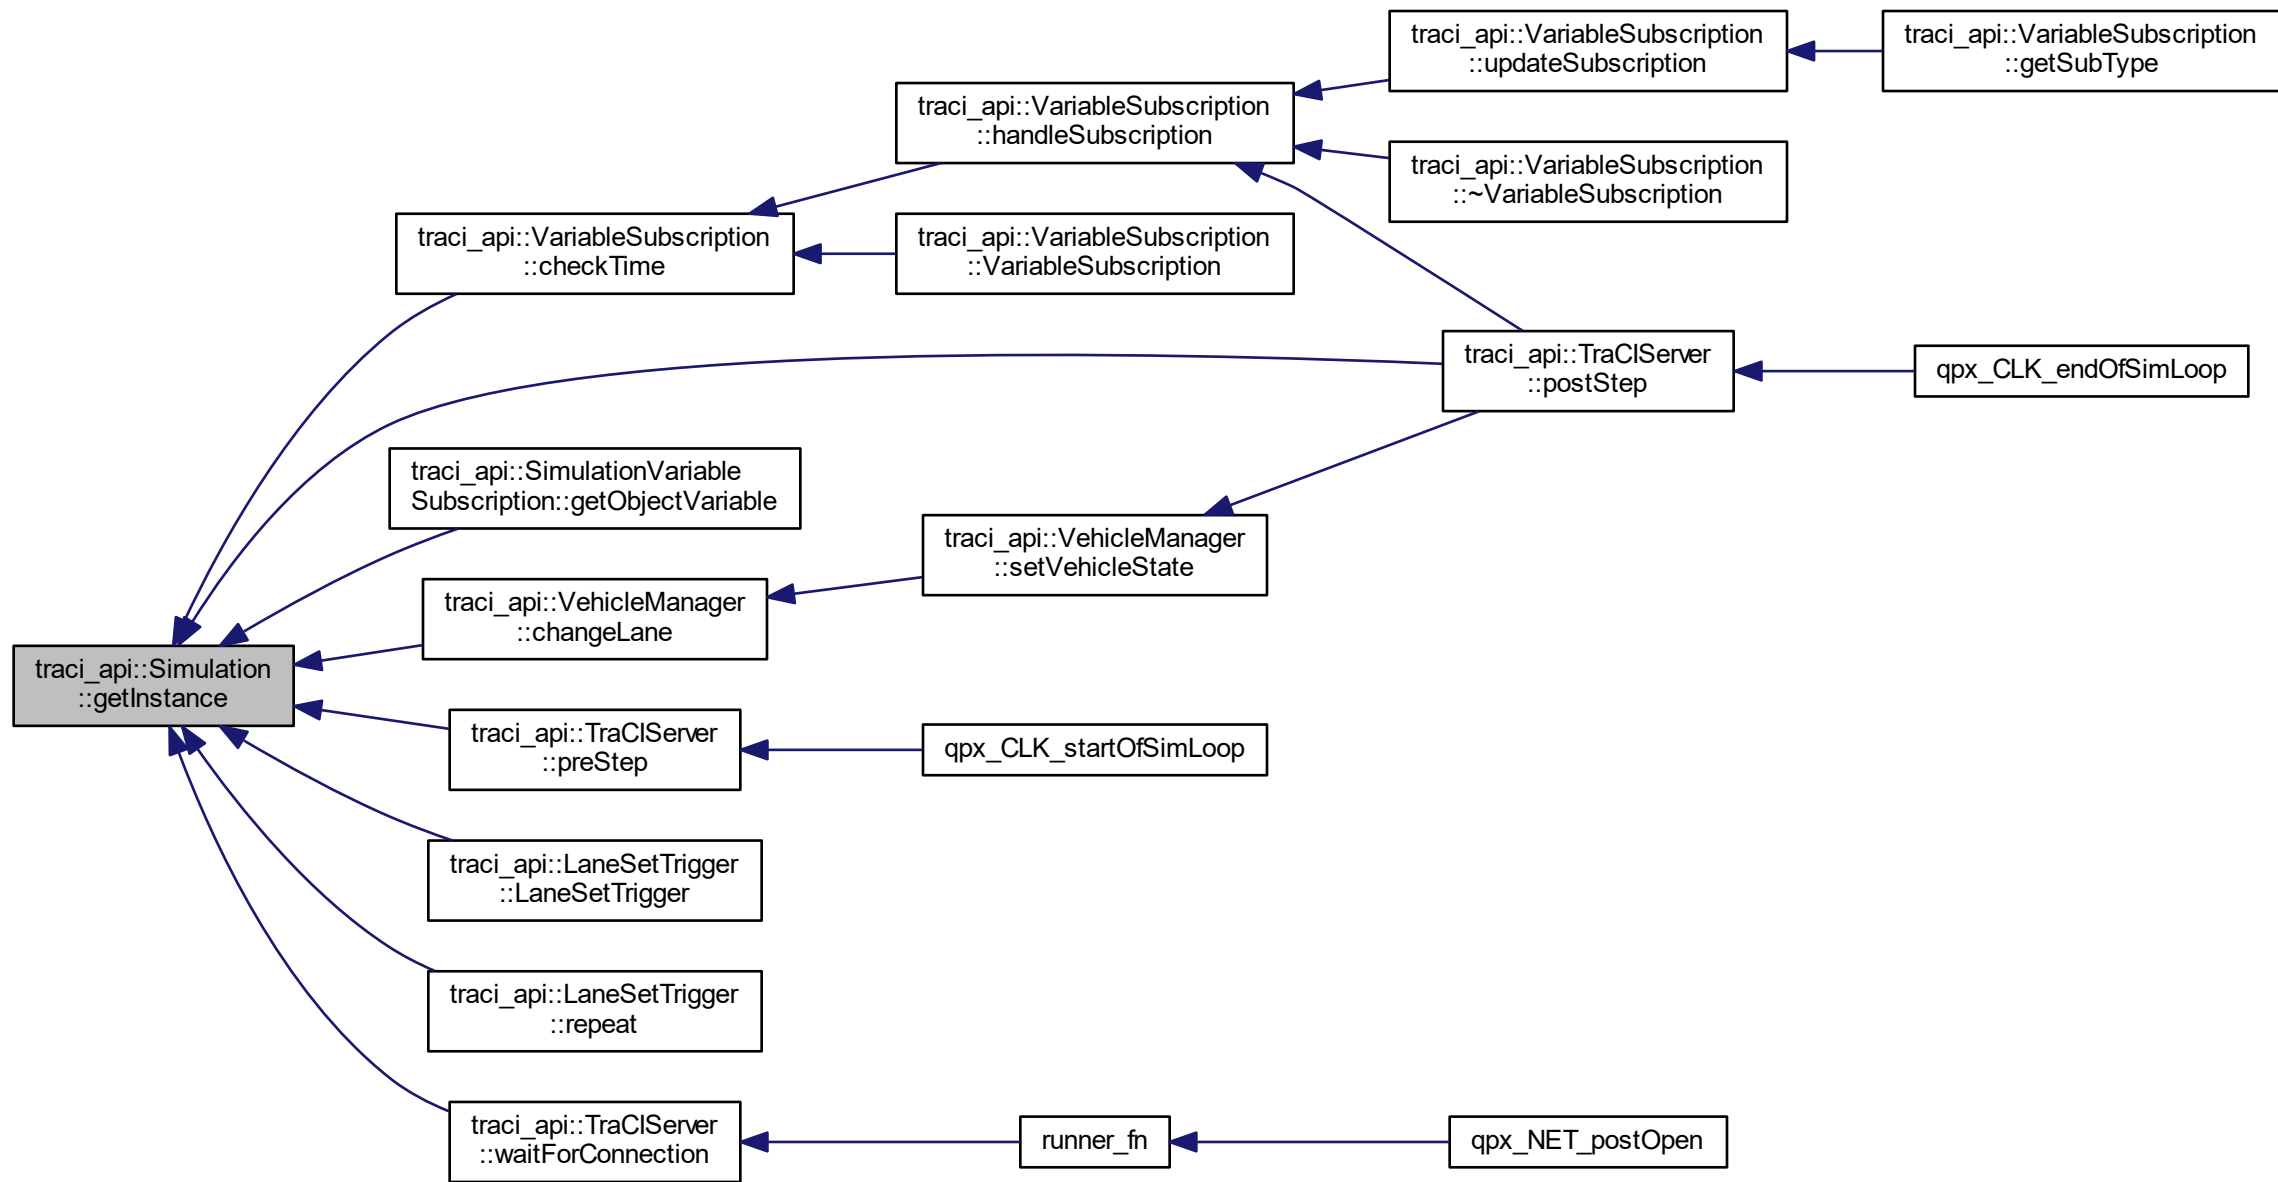 traci_api::VariableSubscription
::updateSubscription
traci_api::VariableSubscription
::getSubType
traci_api::VariableSubscription
::handleSubscription
traci_api::VariableSubscription
::~VariableSubscription
traci_api::VariableSubscription
::checkTime
traci_api::VariableSubscription
::VariableSubscription
traci_api::TraCIServer
::postStep
qpx_CLK_endOfSimLoop
traci_api::SimulationVariable
Subscription::getObjectVariable
traci_api::VehicleManager
::setVehicleState
traci_api::VehicleManager
::changeLane
traci_api::Simulation
::getInstance
traci_api::TraCIServer
::preStep
qpx_CLK_startOfSimLoop
traci_api::LaneSetTrigger
::LaneSetTrigger
traci_api::LaneSetTrigger
::repeat
traci_api::TraCIServer
::waitForConnection
runner_fn
qpx_NET_postOpen